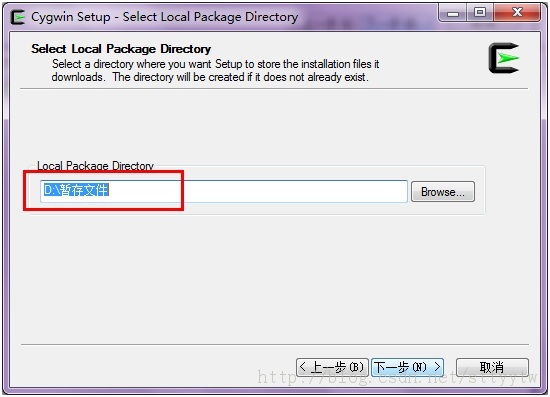 Cygwin Setup - Select Local Package Directory
Select Local Package Directory
Select a directory where you want Setup to store the installation files it
downloads. The directory will be created if it does not already exist.
Local Package Directory
D:\暂存文件
Browse...
< 上一步(B)
下一步(N) >
取消
http://blog.csdn.net/sttyytw